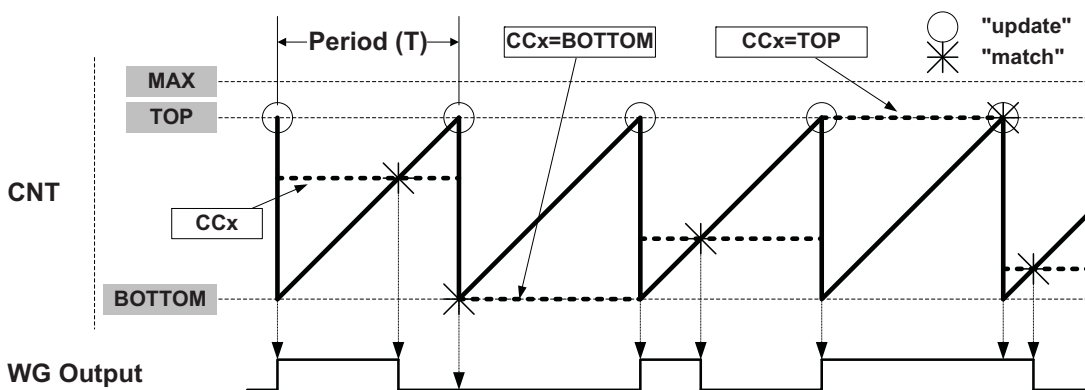 Period (T)
CCx=BOTTOM
CCx=TOP
"update"
"match"
MAX
TOP
CNT
CCx
BOTTOM
WG Output